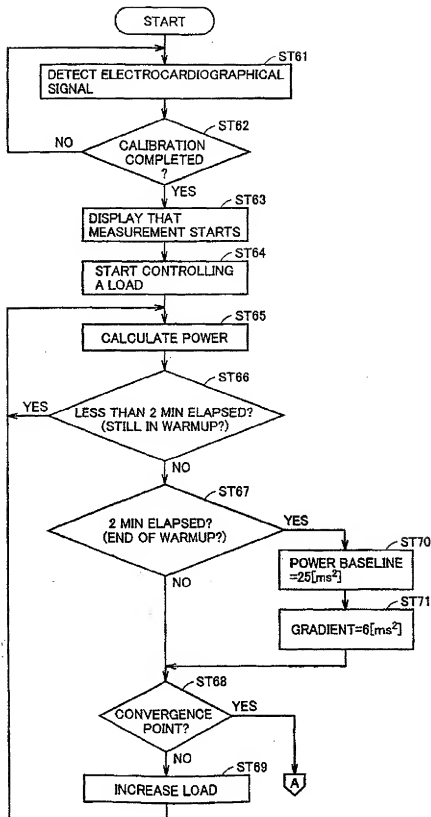 START
ST61
DETECT ELECTROCARDIOGRAPHICAL
SIGNAL
ST62
NO
CALIBRATION
COMPLETED
?
YES
ST63
DISPLAY THAT
MEASUREMENT STARTS
ST64
START CONTROLLING
A LOAD
ST65
CALCULATE POWER
ST66
YES
LESS THAN 2 MIN ELAPSED?
(STILL IN WARMUP?)
NO
ST67
2 MIN ELAPSED?
(END OF WARMUP?)
YES
ST70
POWER BASELINE
=25[ms²]
NO
ST71
GRADIENT=6[ms²]
ST68
CONVERGENCE
POINT?
YES
NO
A
ST69
INCREASE LOAD